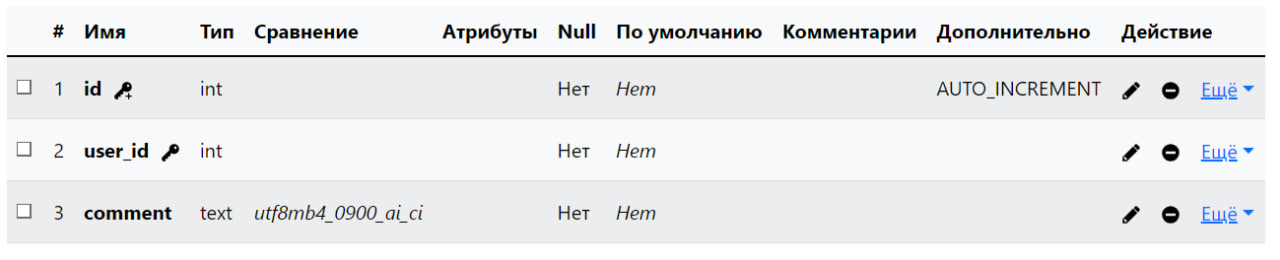 # Имя Тип Сравнение Атрибуты Null По умолчанию Комментарии Дополнительно Действие
1 id int Нет Нет AUTO_INCREMENT Ещё
2 user_id int Нет Нет Ещё
3 comment text utf8mb4_0900_ai_ci Нет Нет Ещё